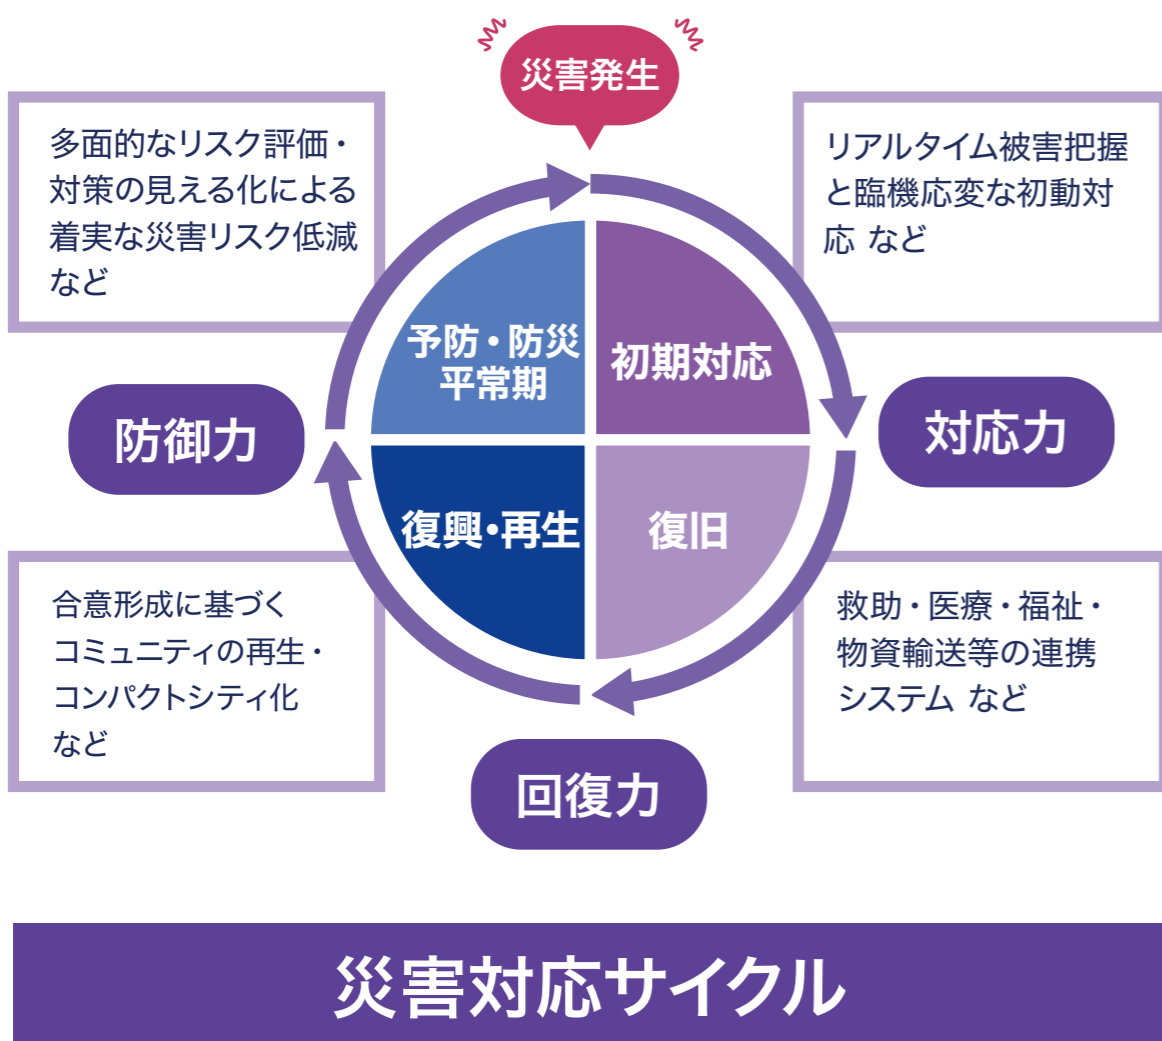 災害発生
多面的なリスク評価・
対策の見える化による
着実な災害リスク低減
など
リアルタイム被害把握
と臨機応変な初動対
応 など
予防・防災
平常期
初期対応
防御力
対応力
復興・再生
復旧
合意形成に基づく
コミュニティの再生・
コンパクトシティ化
など
救助・医療・福祉・
物資輸送等の連携
システム など
回復力
災害対応サイクル